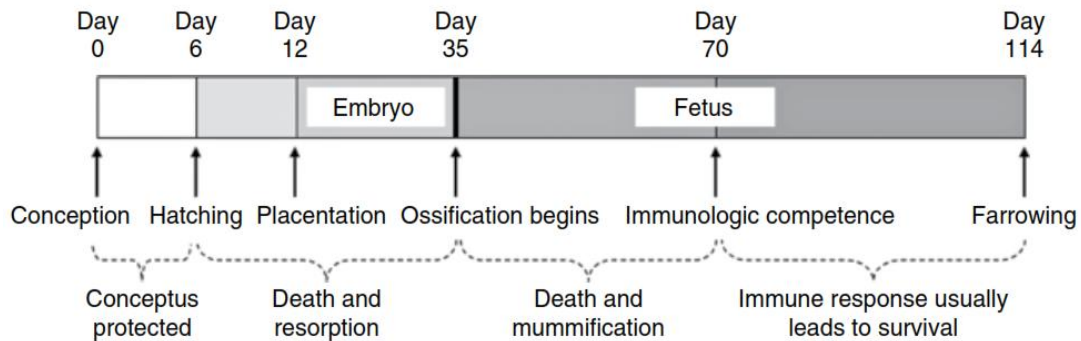 Day Day Day Day Day Day
0 6 12 35 70 114
Embryo Fetus
Conception Hatching Placentation Ossification begins Immunologic competence Farrowing
Conceptus Death and Death and Immune response usually
protected resorption mummification leads to survival